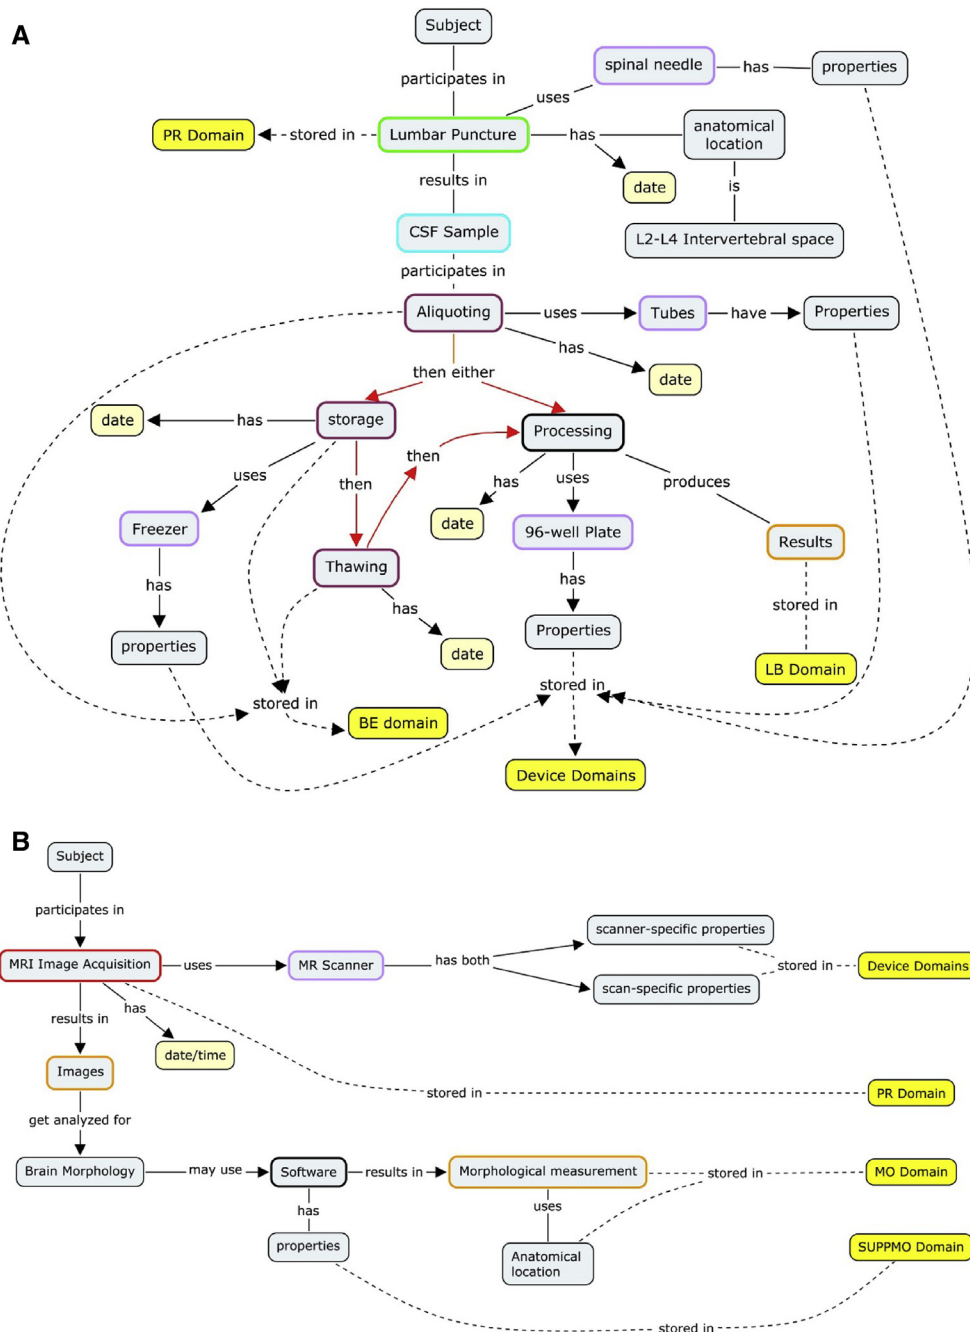 A
Subject
participates in
spinal needle
has
properties
uses
PR Domain
stored in
Lumbar Puncture
has
anatomical
location
date
results in
is
CSF Sample
L2-L4 Intervertebral space
participates in
Aliquoting
uses
Tubes
have
Properties
has
then either
date
date
has
storage
Processing
then
uses
then
has
uses
produces
Freezer
date
96-well Plate
Results
Thawing
has
has
has
stored in
properties
Properties
date
LB Domain
stored in
stored in
BE domain
Device Domains
B
Subject
participates in
scanner-specific properties
MRI Image Acquisition
uses
MR Scanner
has both
stored in
Device Domains
scan-specific properties
results in
has
date/time
Images
stored in
PR Domain
get analyzed for
Brain Morphology
may use
Software
results in
Morphological measurement
stored in
MO Domain
has
uses
properties
Anatomical
location
SUPPMO Domain
stored in